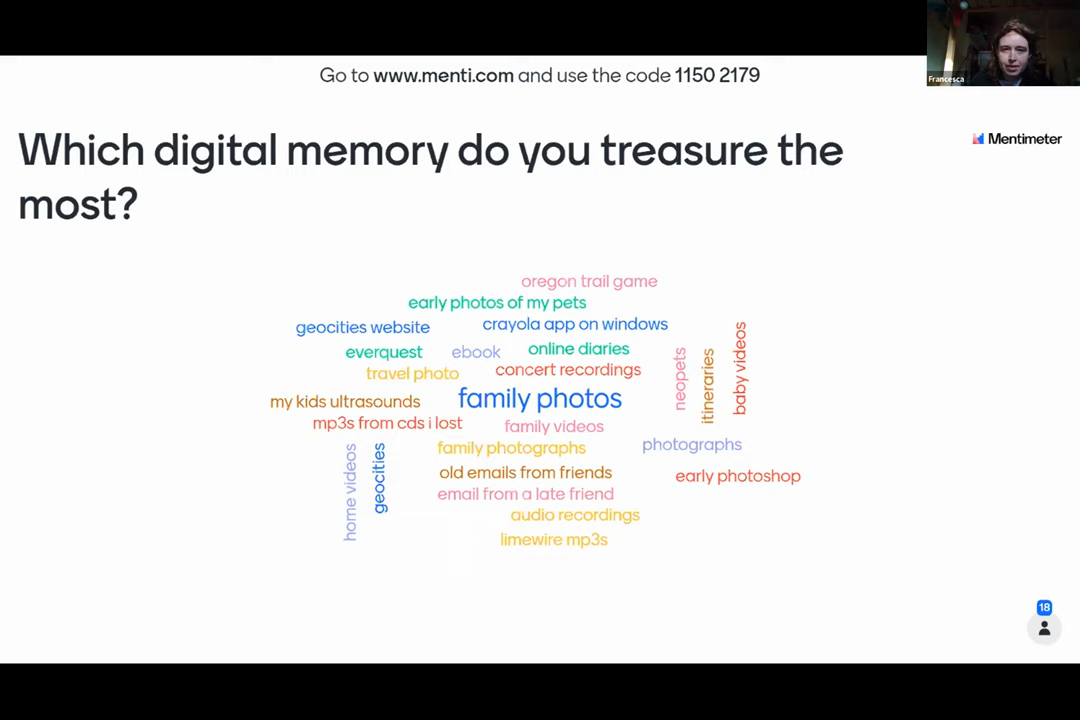 Francesca
Go to www.menti.com and use the code 1150 2179
Mentimeter
Which digital memory do you treasure the
most?
oregon trail game
early photos of my pets
geocities website
crayola app on windows
everquest
ebook
online diaries
travel photo
concert recordings
neopets
itineraries
baby videos
my kids ultrasounds
family photos
mp3s from cds i lost
family videos
family photographs
photographs
home videos
geocities
old emails from friends
early photoshop
email from a late friend
audio recordings
limewire mp3s
18